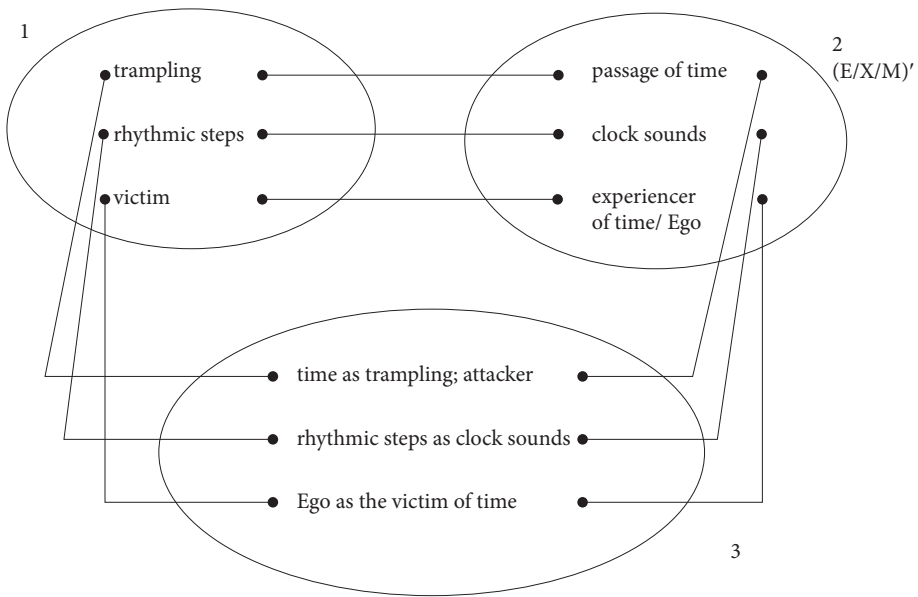 1
2
(E/X/M)′
trampling
passage of time
rhythmic steps
clock sounds
victim
experiencer
of time/ Ego
time as trampling; attacker
rhythmic steps as clock sounds
Ego as the victim of time
3